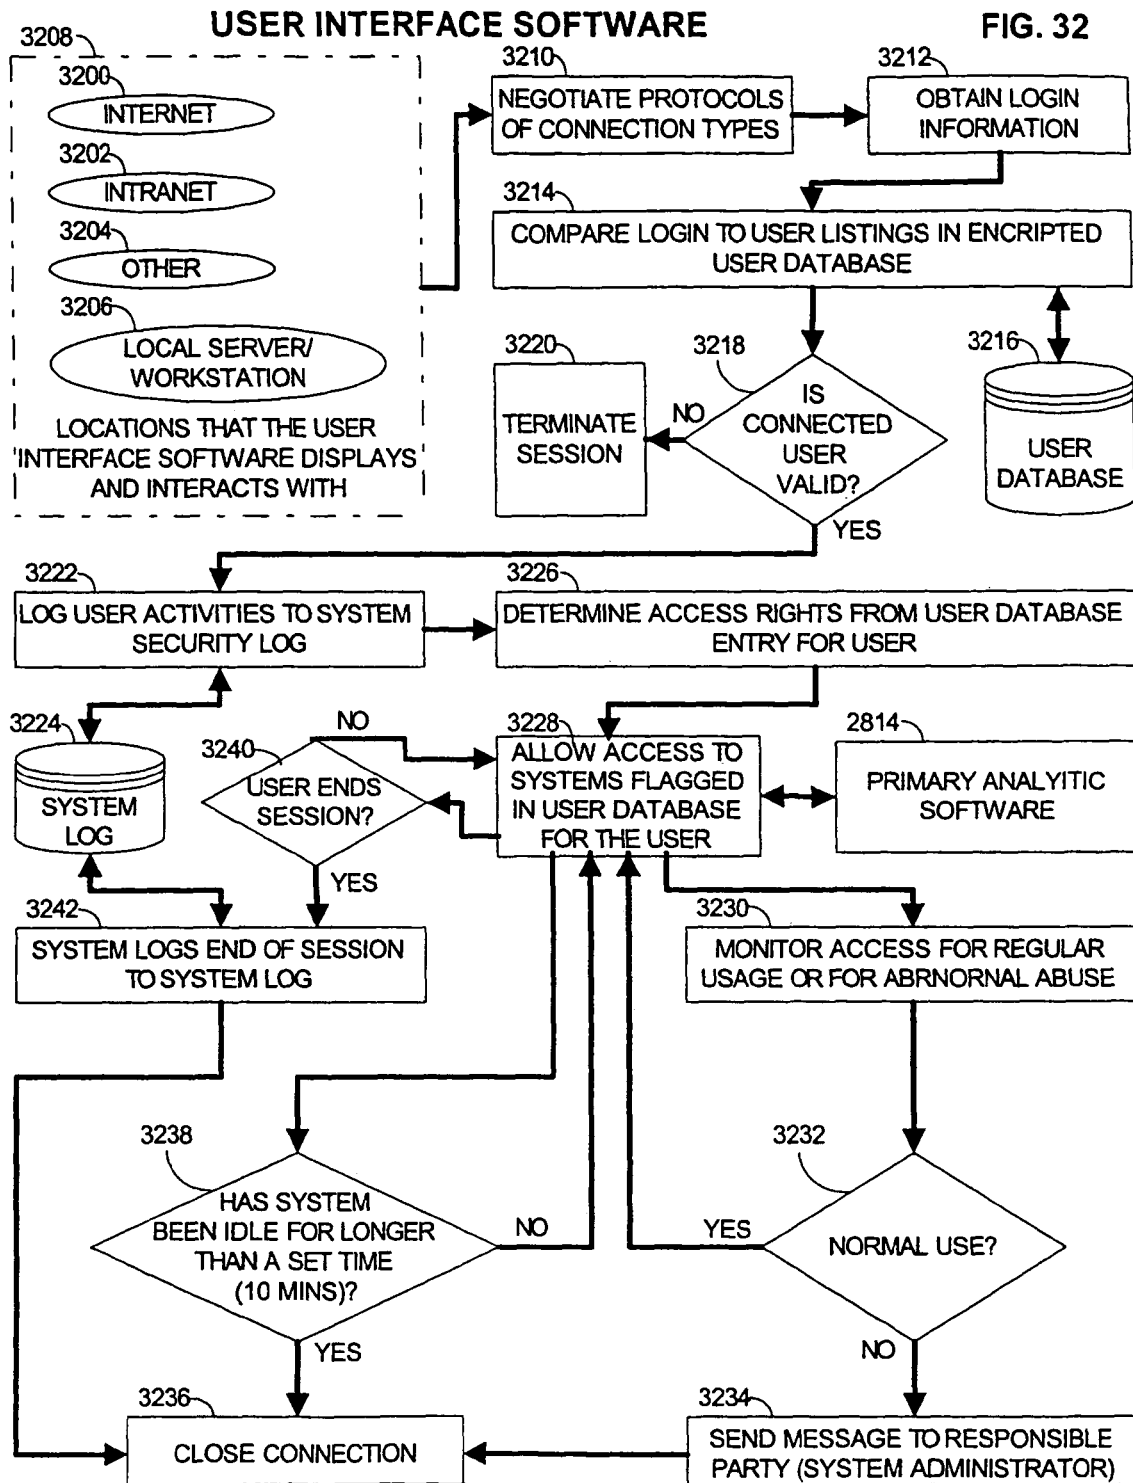 USER INTERFACE SOFTWARE
FIG. 32
3208
3200
INTERNET
3202
INTRANET
3204
OTHER
3206
LOCAL SERVER/
WORKSTATION
LOCATIONS THAT THE USER
INTERFACE SOFTWARE DISPLAYS
AND INTERACTS WITH
3210
NEGOTIATE PROTOCOLS
OF CONNECTION TYPES
3212
OBTAIN LOGIN
INFORMATION
3214
COMPARE LOGIN TO USER LISTINGS IN ENCRIPTED
USER DATABASE
3220
TERMINATE
SESSION
NO
3218
IS
CONNECTED
USER
VALID?
YES
3216
USER
DATABASE
3222
LOG USER ACTIVITIES TO SYSTEM
SECURITY LOG
3226
DETERMINE ACCESS RIGHTS FROM USER DATABASE
ENTRY FOR USER
3224
SYSTEM
LOG
NO
3240
USER ENDS
SESSION?
YES
3228
ALLOW ACCESS TO
SYSTEMS FLAGGED
IN USER DATABASE
FOR THE USER
2814
PRIMARY ANALYITIC
SOFTWARE
3242
SYSTEM LOGS END OF SESSION
TO SYSTEM LOG
3230
MONITOR ACCESS FOR REGULAR
USAGE OR FOR ABRNORNAL ABUSE
3238
HAS SYSTEM
BEEN IDLE FOR LONGER
THAN A SET TIME
(10 MINS)?
NO
YES
3232
YES
NORMAL USE?
NO
3236
CLOSE CONNECTION
3234
SEND MESSAGE TO RESPONSIBLE
PARTY (SYSTEM ADMINISTRATOR)